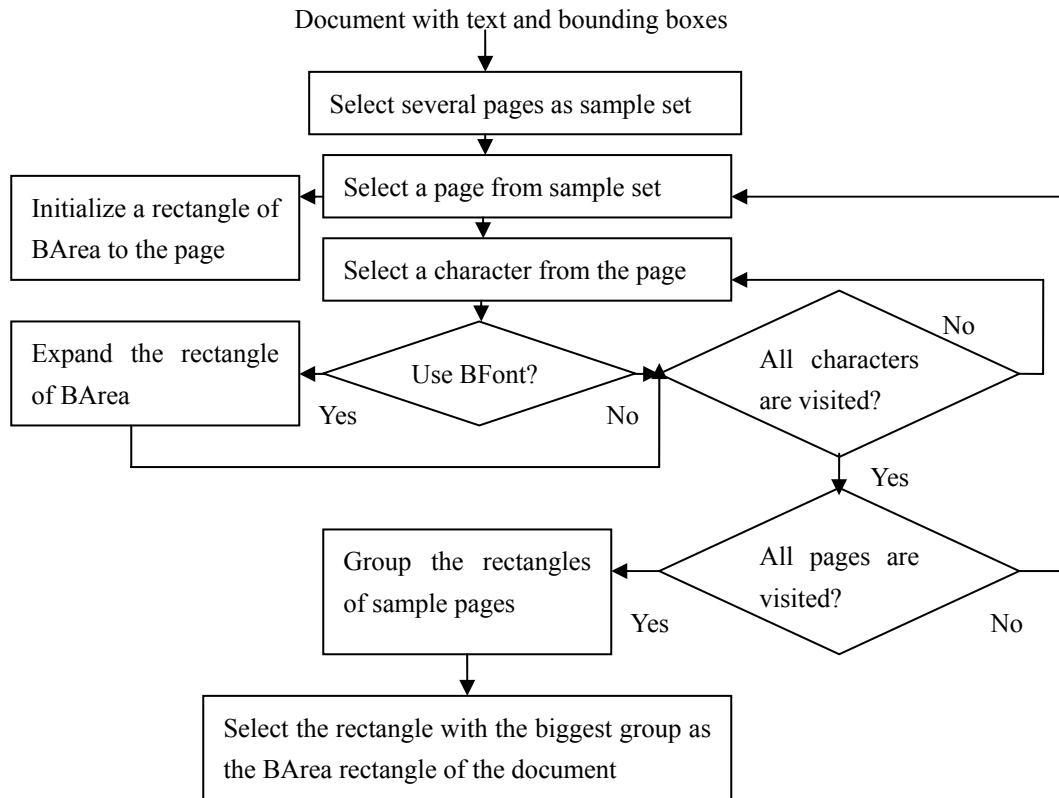 Document with text and bounding boxes
Select several pages as sample set
Select a page from sample set
Initialize a rectangle of
BArea to the page
Select a character from the page
Expand the rectangle
of BArea
Use BFont?
Yes
No
All characters
are visited?
No
Yes
Group the rectangles
of sample pages
All pages are
visited?
Yes
No
Select the rectangle with the biggest group as
the BArea rectangle of the document